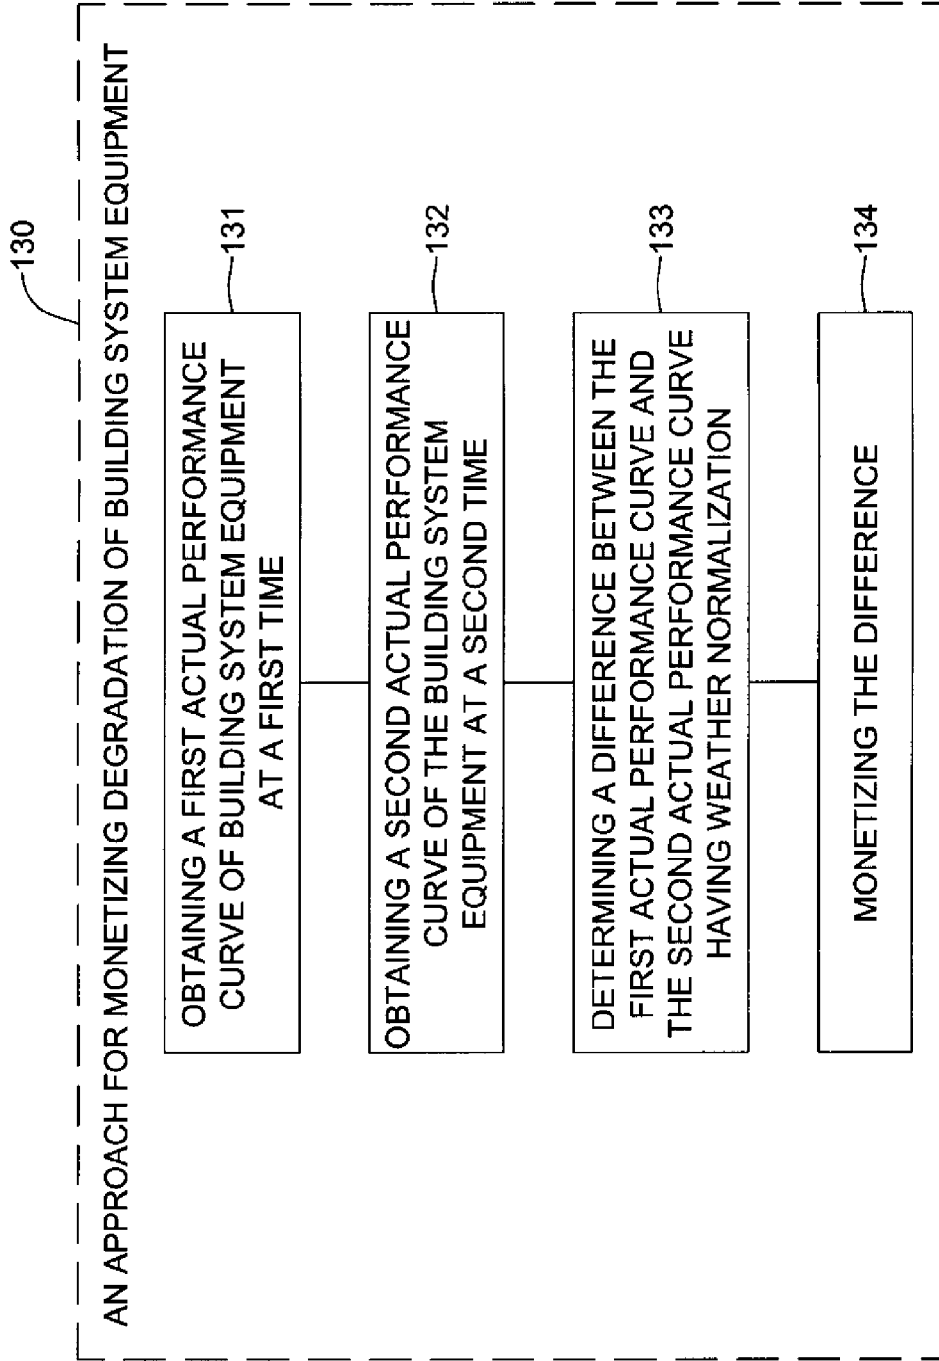 130
AN APPROACH FOR MONETIZING DEGRADATION OF BUILDING SYSTEM EQUIPMENT
OBTAINING A FIRST ACTUAL PERFORMANCE
CURVE OF BUILDING SYSTEM EQUIPMENT
AT A FIRST TIME
131
OBTAINING A SECOND ACTUAL PERFORMANCE
CURVE OF THE BUILDING SYSTEM
EQUIPMENT AT A SECOND TIME
132
DETERMINING A DIFFERENCE BETWEEN THE
FIRST ACTUAL PERFORMANCE CURVE AND
THE SECOND ACTUAL PERFORMANCE CURVE
HAVING WEATHER NORMALIZATION
133
MONETIZING THE DIFFERENCE
134